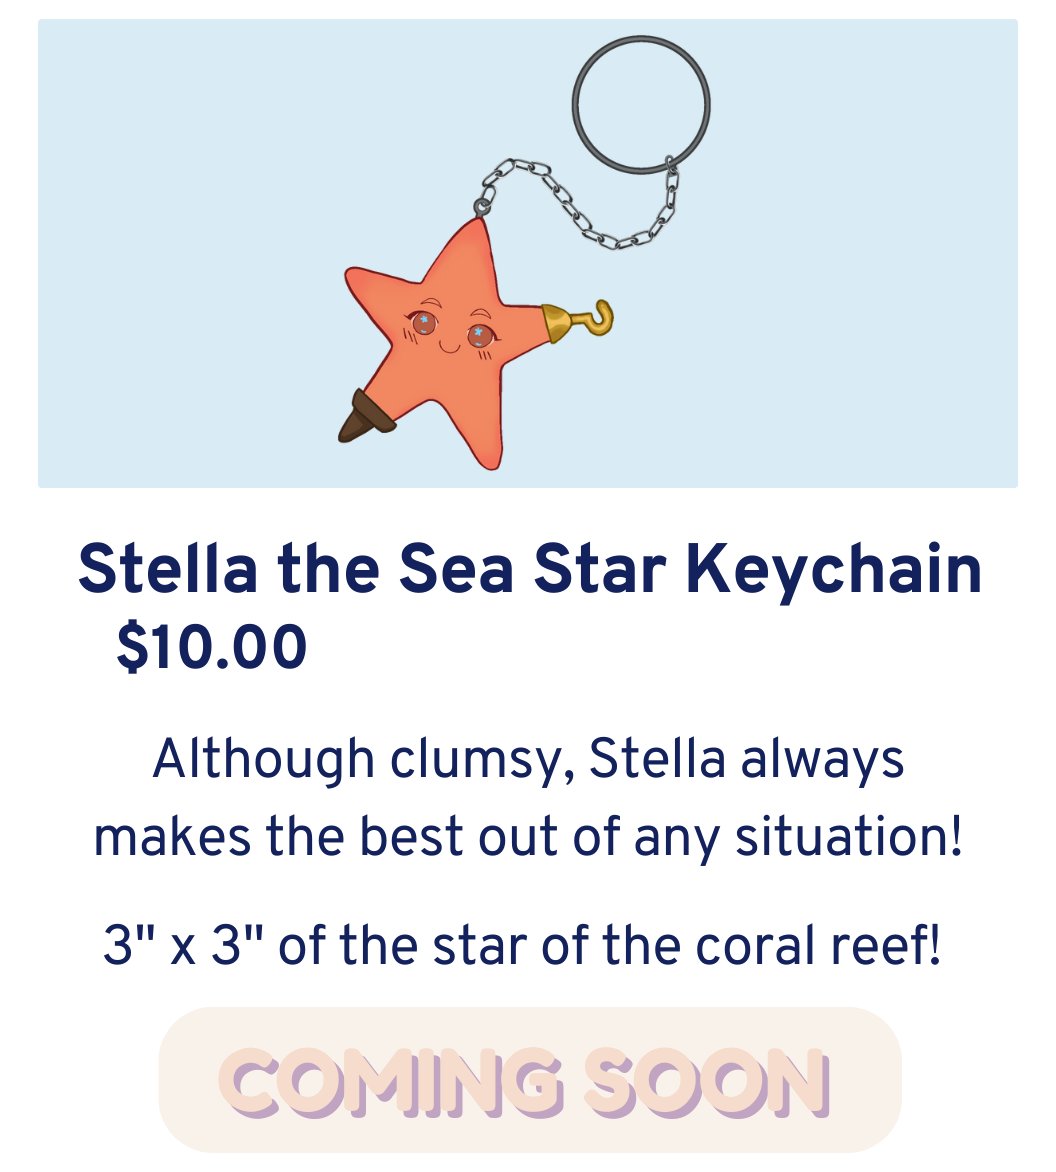 Stella the Sea Star Keychain
$10.00
Although clumsy, Stella always
makes the best out of any situation!
3" x 3" of the star of the coral reef!
COMING SOON